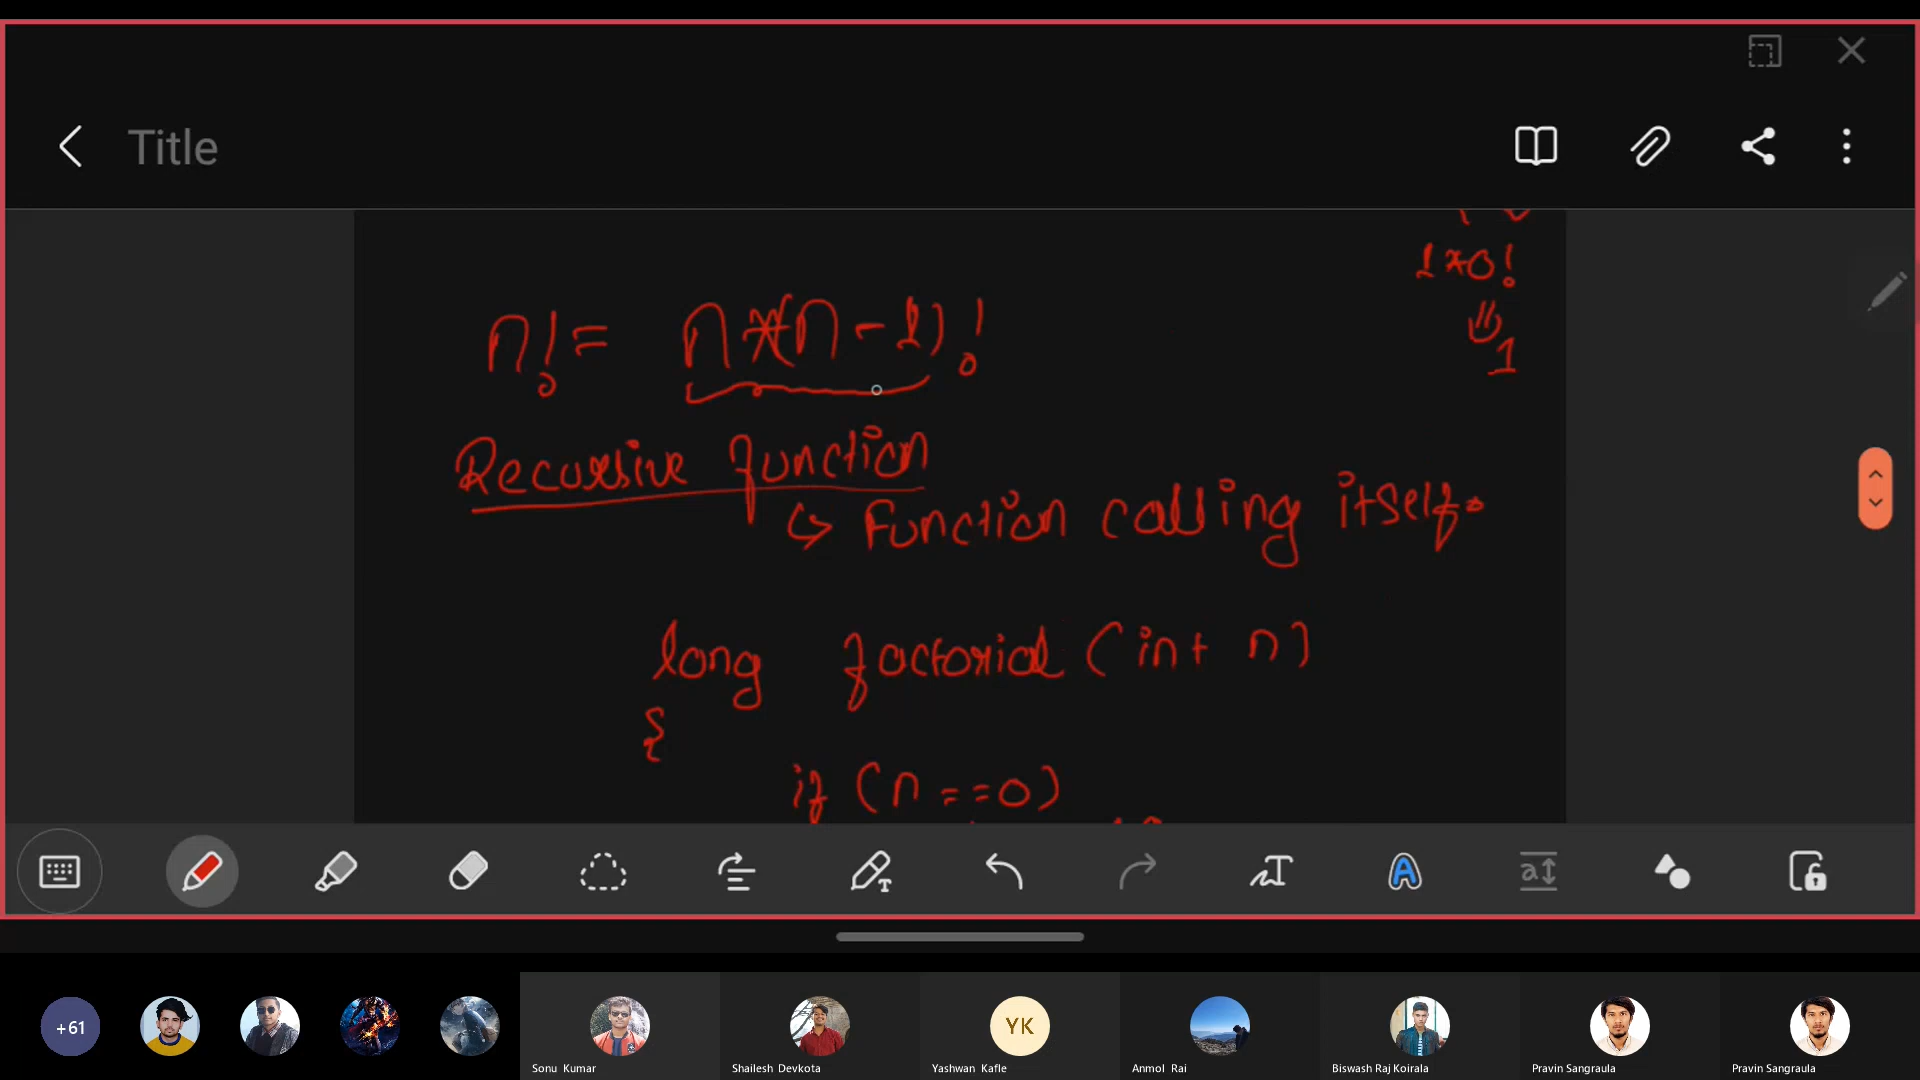 Title
1*0!
1
n! = n*(n-1)!
Recursive function
↳ Function calling itself.
long factorial (int n)
{
if (n==0)
+61
YK
Sonu Kumar
Shailesh Devkota
Yashwan Kafle
Anmol Rai
Biswash Raj Koirala
Pravin Sangraula
Pravin Sangraula